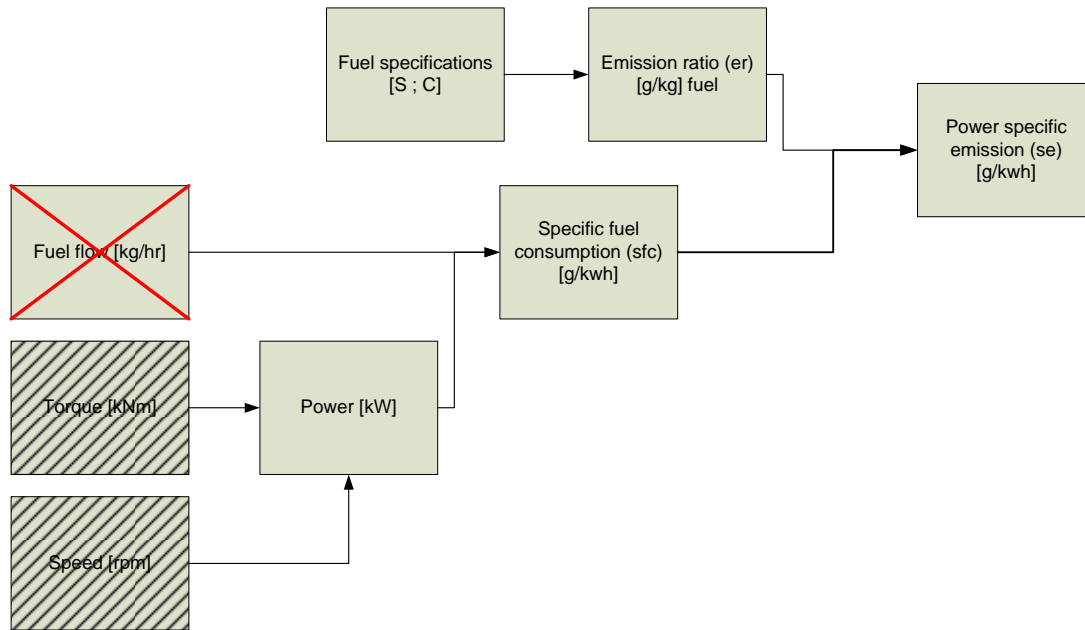 Fuel specifications
[S ; C]
Emission ratio (er)
[g/kg] fuel
Power specific
emission (se)
[g/kwh]
Fuel flow [kg/hr]
Specific fuel
consumption (sfc)
[g/kwh]
Torque [kNm]
Power [kW]
Speed [rpm]